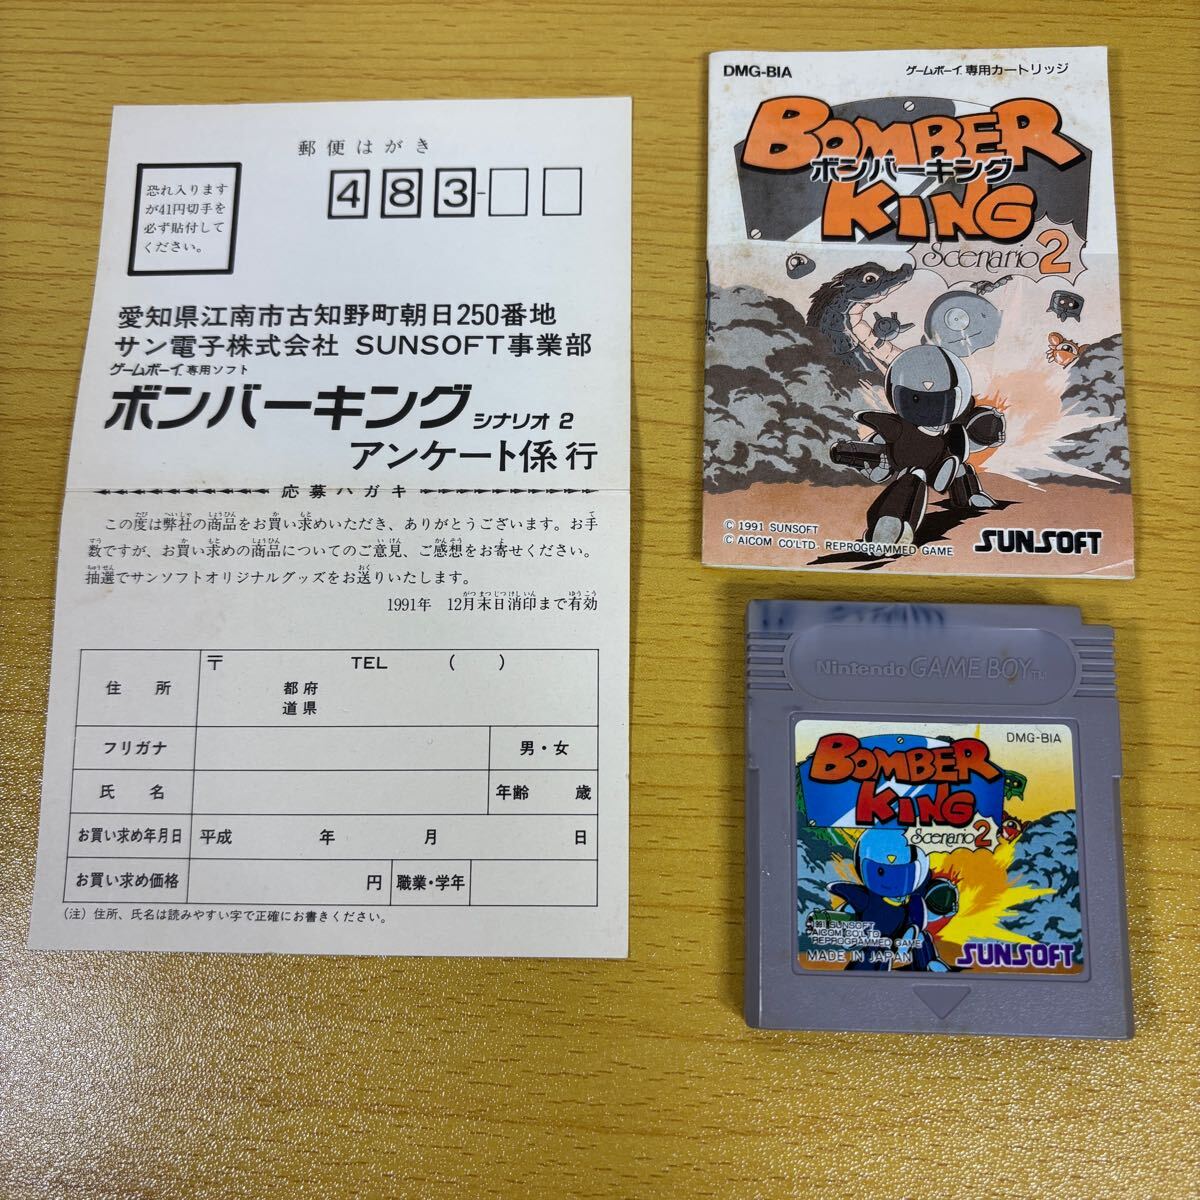 郵便はがき
恐れ入ります
が41円切手を
必ず貼付して
ください。
483-
愛知県江南市古知野町朝日250番地
サン電子株式会社 SUNSOFT事業部
ゲームボーイ専用ソフト
ボンバーキング シナリオ2
アンケート係 行
応募ハガキ
この度は弊社の商品をお買い求めいただき、ありがとうございます。お手
数ですが、お買い求めの商品についてのご意見、ご感想をお寄せください。
抽選でサンソフトオリジナルグッズをお送りいたします。
1991年 12月末日消印まで有効
住所
〒 TEL ( )
都府
道県
フリガナ 男・女
氏名 年齢 歳
お買い求め年月日 平成 年 月 日
お買い求め価格 円 職業・学年
(注) 住所、氏名は読みやすい字で正確にお書きください。
DMG-BIA ゲームボーイ専用カートリッジ
BOMBER
ボンバーキング
KING
Scenario 2
© 1991 SUNSOFT
© AICOM CO'LTD. REPROGRAMMED GAME
SUNSOFT
Nintendo GAME BOY TM
DMG-BIA
BOMBER
KING
Scenario 2
1991 SUNSOFT
AICOM CO'LTD
REPROGRAMMED GAME
MADE IN JAPAN
SUNSOFT